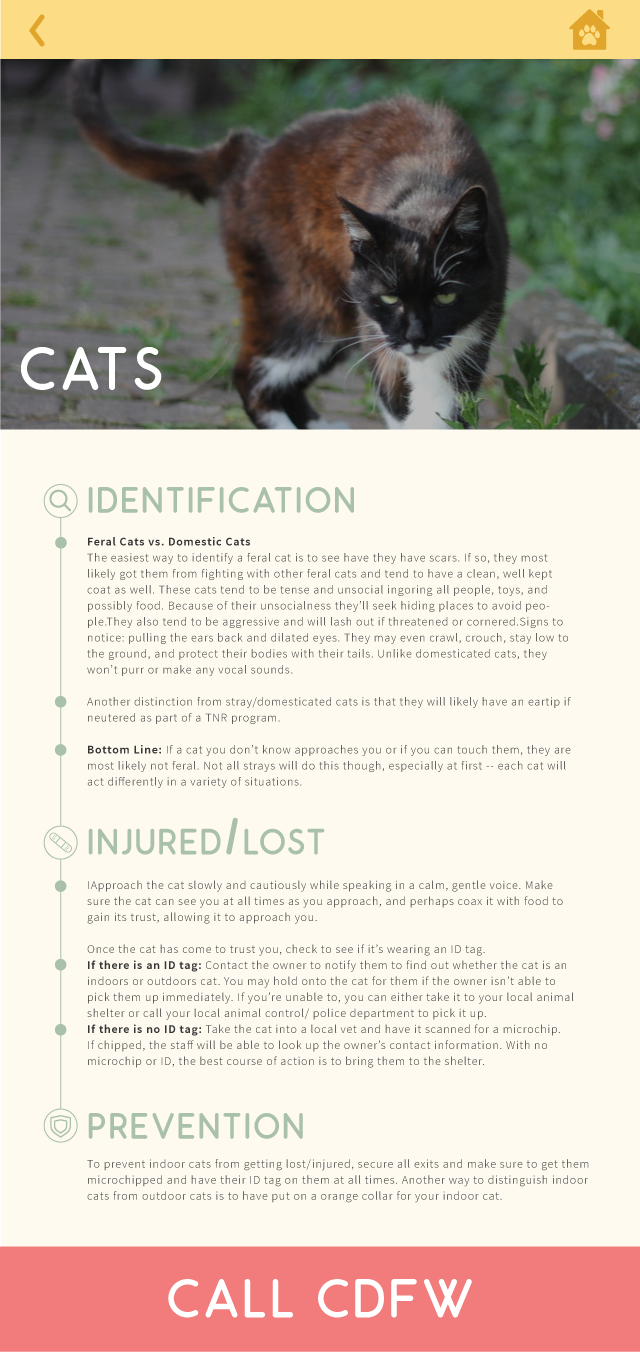 CATS
IDENTIFICATION
Feral Cats vs. Domestic Cats
The easiest way to identify a feral cat is to see have they have scars. If so, they most
likely got them from fighting with other feral cats and tend to have a clean, well kept
coat as well. These cats tend to be tense and unsocial ingoring all people, toys, and
possibly food. Because of their unsocialness they'll seek hiding places to avoid peo-
ple.They also tend to be aggressive and will lash out if threatened or cornered.Signs to
notice: pulling the ears back and dilated eyes. They may even crawl, crouch, stay low to
the ground, and protect their bodies with their tails. Unlike domesticated cats, they
won't purr or make any vocal sounds.
Another distinction from stray/domesticated cats is that they will likely have an eartip if
neutered as part of a TNR program.
Bottom Line: If a cat you don't know approaches you or if you can touch them, they are
most likely not feral. Not all strays will do this though, especially at first -- each cat will
act differently in a variety of situations.
INJURED/LOST
IApproach the cat slowly and cautiously while speaking in a calm, gentle voice. Make
sure the cat can see you at all times as you approach, and perhaps coax it with food to
gain its trust, allowing it to approach you.
Once the cat has come to trust you, check to see if it's wearing an ID tag.
If there is an ID tag: Contact the owner to notify them to find out whether the cat is an
indoors or outdoors cat. You may hold onto the cat for them if the owner isn't able to
pick them up immediately. If you're unable to, you can either take it to your local animal
shelter or call your local animal control/ police department to pick it up.
If there is no ID tag: Take the cat into a local vet and have it scanned for a microchip.
If chipped, the staff will be able to look up the owner's contact information. With no
microchip or ID, the best course of action is to bring them to the shelter.
PREVENTION
To prevent indoor cats from getting lost/injured, secure all exits and make sure to get them
microchipped and have their ID tag on them at all times. Another way to distinguish indoor
cats from outdoor cats is to have put on a orange collar for your indoor cat.
CALL CDFW